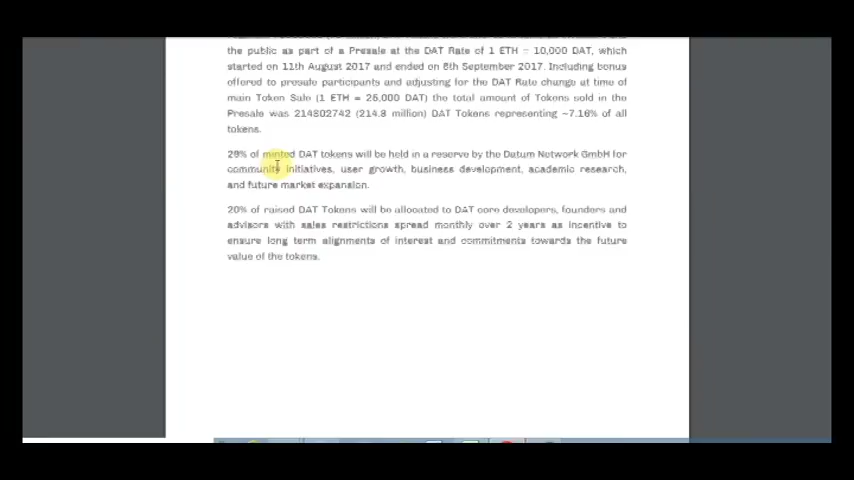 the public as part of a Presale at the DAT Rate of 1 ETH = 10,000 DAT, which
started on 11th August 2017 and ended on 6th September 2017. Including bonus
offered to presale participants and adjusting for the DAT Rate change at time of
main Token Sale (1 ETH = 25,000 DAT) the total amount of Tokens sold in the
Presale was 214802742 (214.8 million) DAT Tokens representing ~7.16% of all
tokens.
20% of minted DAT tokens will be held in a reserve by the Datum Network GmbH for
community initiatives, user growth, business development, academic research,
and future market expansion.
20% of raised DAT Tokens will be allocated to DAT core developers, founders and
advisors with sales restrictions spread monthly over 2 years as incentive to
ensure long term alignments of interest and commitments towards the future
value of the tokens.